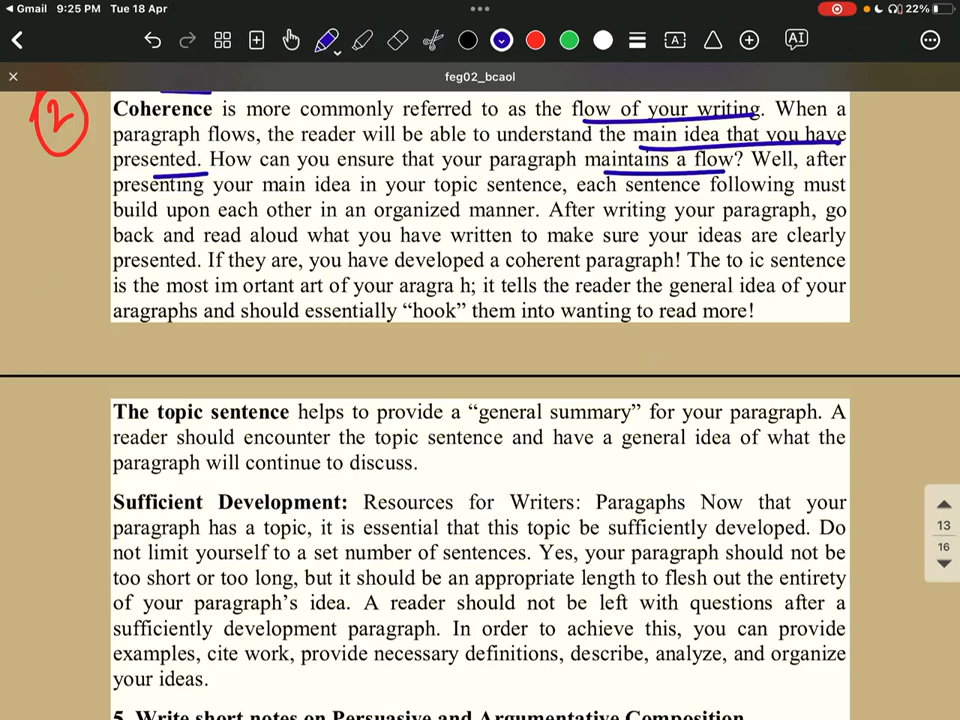 Gmail 9:25 PM Tue 18 Apr 22%
A AI
feg02_bcaol
2
Coherence is more commonly referred to as the flow of your writing. When a
paragraph flows, the reader will be able to understand the main idea that you have
presented. How can you ensure that your paragraph maintains a flow? Well, after
presenting your main idea in your topic sentence, each sentence following must
build upon each other in an organized manner. After writing your paragraph, go
back and read aloud what you have written to make sure your ideas are clearly
presented. If they are, you have developed a coherent paragraph! The to ic sentence
is the most im ortant art of your aragra h; it tells the reader the general idea of your
aragraphs and should essentially “hook” them into wanting to read more!
The topic sentence helps to provide a “general summary” for your paragraph. A
reader should encounter the topic sentence and have a general idea of what the
paragraph will continue to discuss.
Sufficient Development: Resources for Writers: Paragaphs Now that your
paragraph has a topic, it is essential that this topic be sufficiently developed. Do
not limit yourself to a set number of sentences. Yes, your paragraph should not be
too short or too long, but it should be an appropriate length to flesh out the entirety
of your paragraph’s idea. A reader should not be left with questions after a
sufficiently development paragraph. In order to achieve this, you can provide
examples, cite work, provide necessary definitions, describe, analyze, and organize
your ideas.
5. Write short notes on Persuasive and Argumentative Composition
13
16